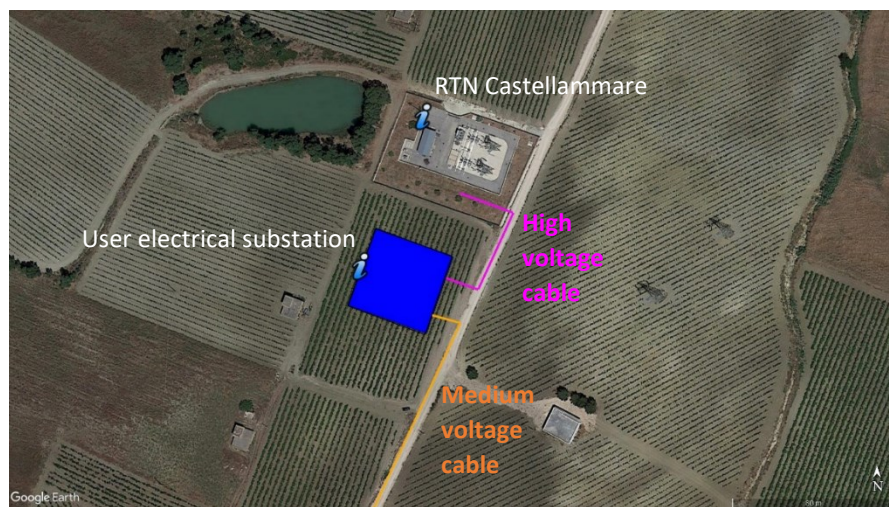 RTN Castellammare
User electrical substation
High
voltage
cable
Medium
voltage
cable
Google Earth
N